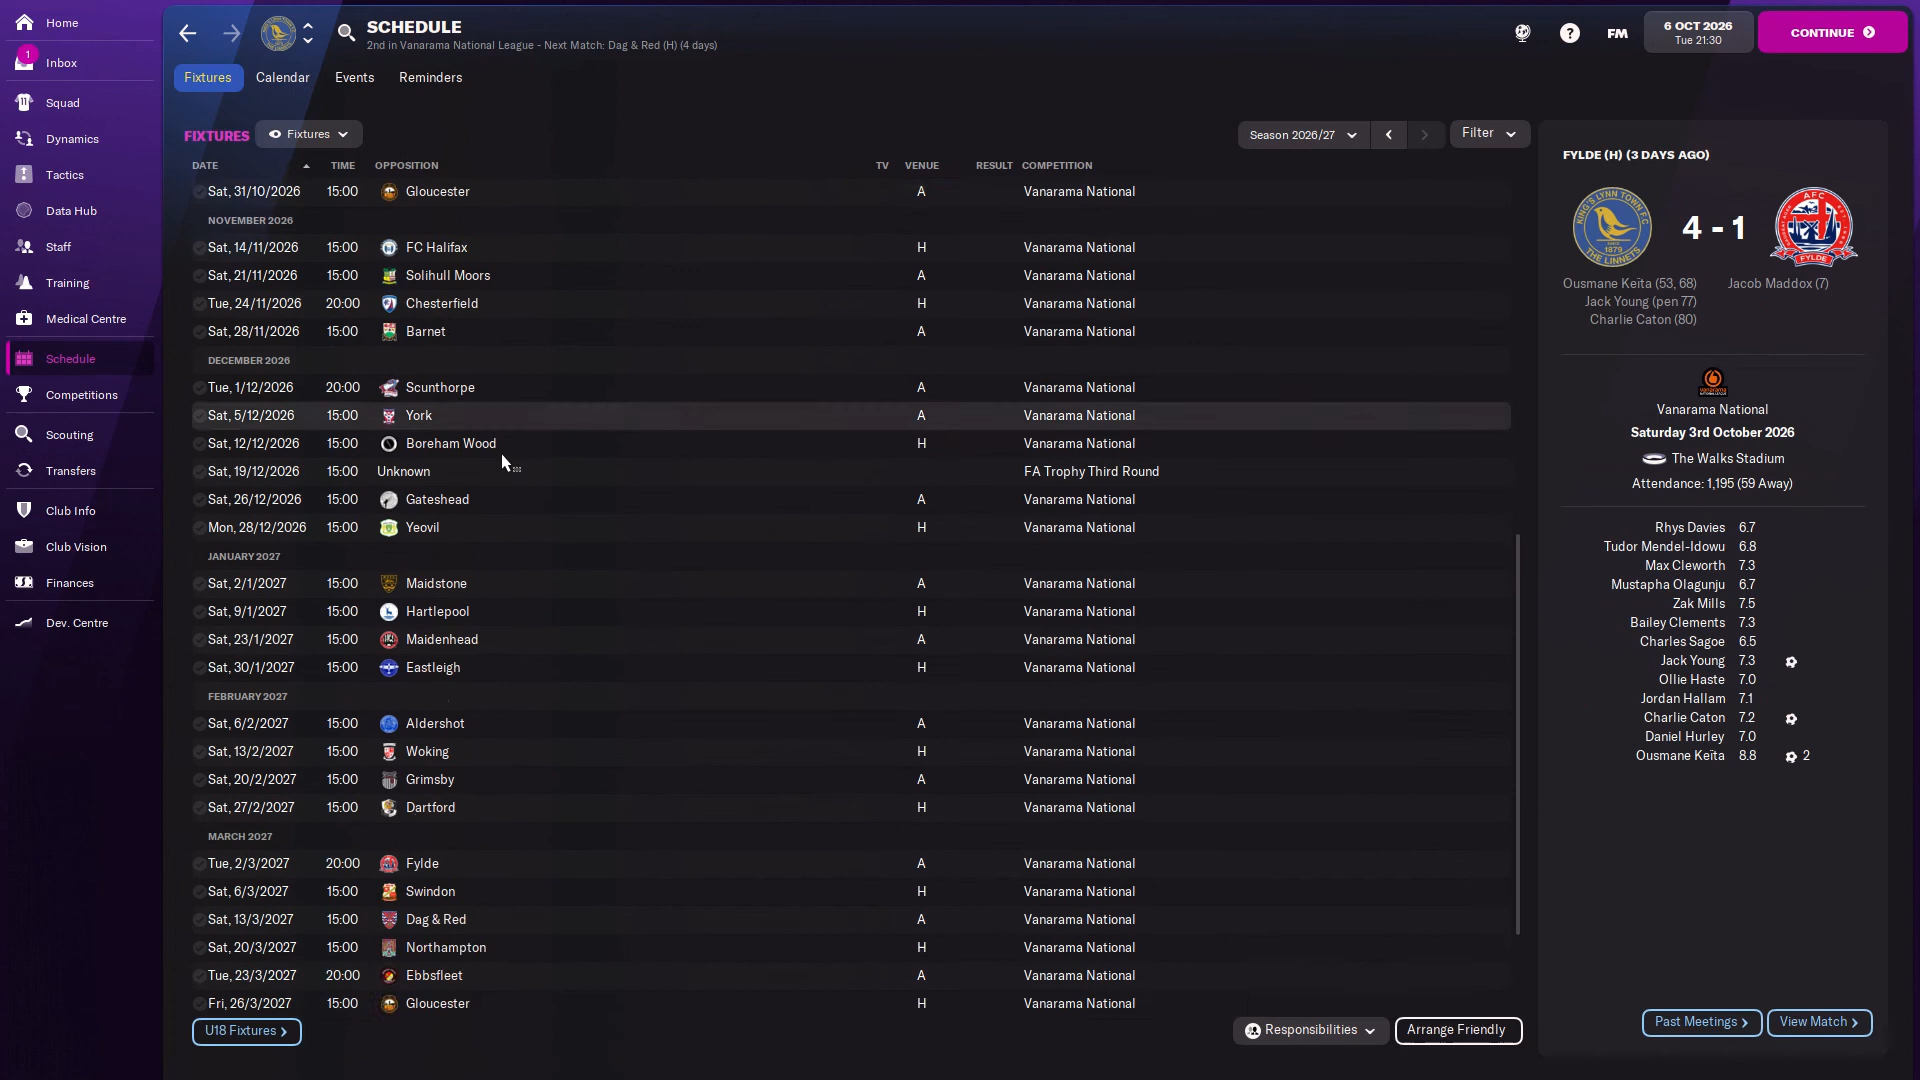 Home
1
Inbox
Squad
Dynamics
Tactics
Data Hub
Staff
Training
Medical Centre
Schedule
Competitions
Scouting
Transfers
Club Info
Club Vision
Finances
Dev. Centre
SCHEDULE
2nd in Vanarama National League - Next Match: Dag & Red (H) (4 days)
FM
6 OCT 2026
Tue 21:30
CONTINUE
Fixtures Calendar Events Reminders
FIXTURES Fixtures Season 2026/27 Filter
DATE TIME OPPOSITION TV VENUE RESULT COMPETITION
Sat, 31/10/2026 15:00 Gloucester A Vanarama National
NOVEMBER 2026
Sat, 14/11/2026 15:00 FC Halifax H Vanarama National
Sat, 21/11/2026 15:00 Solihull Moors A Vanarama National
Tue, 24/11/2026 20:00 Chesterfield H Vanarama National
Sat, 28/11/2026 15:00 Barnet A Vanarama National
DECEMBER 2026
Tue, 1/12/2026 20:00 Scunthorpe A Vanarama National
Sat, 5/12/2026 15:00 York A Vanarama National
Sat, 12/12/2026 15:00 Boreham Wood H Vanarama National
Sat, 19/12/2026 15:00 Unknown FA Trophy Third Round
Sat, 26/12/2026 15:00 Gateshead A Vanarama National
Mon, 28/12/2026 15:00 Yeovil H Vanarama National
JANUARY 2027
Sat, 2/1/2027 15:00 Maidstone A Vanarama National
Sat, 9/1/2027 15:00 Hartlepool H Vanarama National
Sat, 23/1/2027 15:00 Maidenhead A Vanarama National
Sat, 30/1/2027 15:00 Eastleigh H Vanarama National
FEBRUARY 2027
Sat, 6/2/2027 15:00 Aldershot A Vanarama National
Sat, 13/2/2027 15:00 Woking H Vanarama National
Sat, 20/2/2027 15:00 Grimsby A Vanarama National
Sat, 27/2/2027 15:00 Dartford H Vanarama National
MARCH 2027
Tue, 2/3/2027 20:00 Fylde A Vanarama National
Sat, 6/3/2027 15:00 Swindon H Vanarama National
Sat, 13/3/2027 15:00 Dag & Red A Vanarama National
Sat, 20/3/2027 15:00 Northampton H Vanarama National
Tue, 23/3/2027 20:00 Ebbsfleet A Vanarama National
Fri, 26/3/2027 15:00 Gloucester H Vanarama National
U18 Fixtures
Responsibilities
Arrange Friendly
FYLDE (H) (3 DAYS AGO)
KING'S LYNN TOWN F.C
1879
THE LINNETS
4 - 1
AFC
FYLDE
Ousmane Keïta (53, 68) Jacob Maddox (7)
Jack Young (pen 77)
Charlie Caton (80)
Vanarama National
Saturday 3rd October 2026
The Walks Stadium
Attendance: 1,195 (59 Away)
Rhys Davies 6.7
Tudor Mendel-Idowu 6.8
Max Cleworth 7.3
Mustapha Olagunju 6.7
Zak Mills 7.5
Bailey Clements 7.3
Charles Sagoe 6.5
Jack Young 7.3
Ollie Haste 7.0
Jordan Hallam 7.1
Charlie Caton 7.2
Daniel Hurley 7.0
Ousmane Keïta 8.8 2
Past Meetings
View Match